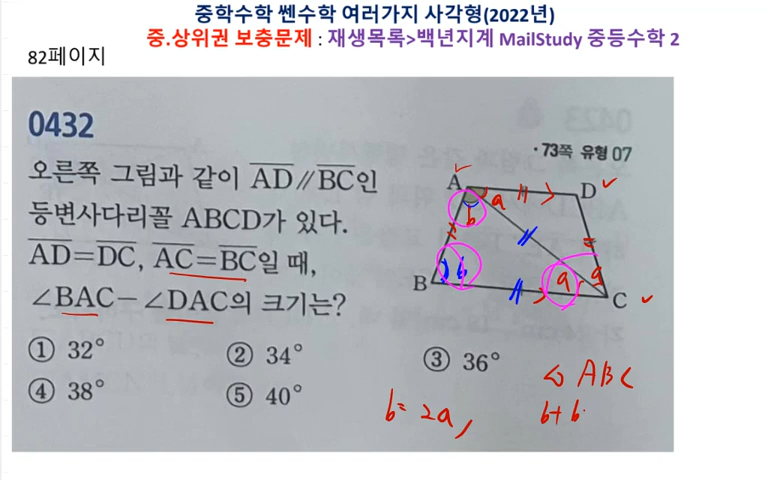 중학수학 쎈수학 여러가지 사각형(2022년)
중.상위권 보충문제 : 재생목록>백년지계 MailStudy 중등수학 2
82페이지
0432
• 73쪽 유형 07
오른쪽 그림과 같이 AD∥BC인
등변사다리꼴 ABCD가 있다.
AD=DC, AC=BC일 때,
∠BAC-∠DAC의 크기는?
① 32° ② 34° ③ 36°
④ 38° ⑤ 40°
A D
a
b
B b a a C
△ABC
b=2a, b+b